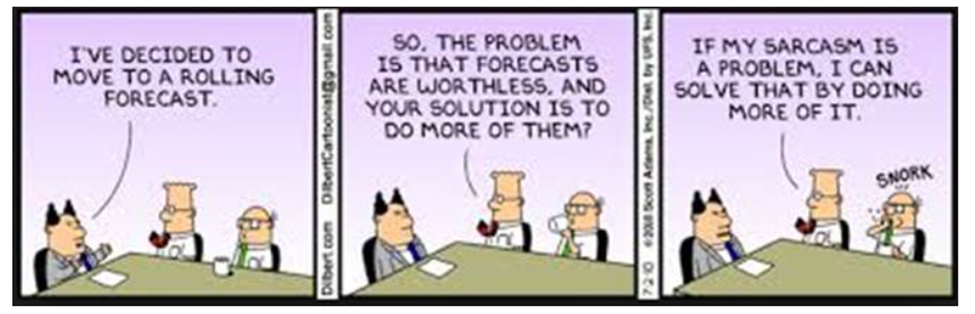 I'VE DECIDED TO
MOVE TO A ROLLING
FORECAST.
Dilbert.com DilbertCartoonist@gmail.com
SO, THE PROBLEM
IS THAT FORECASTS
ARE WORTHLESS, AND
YOUR SOLUTION IS TO
DO MORE OF THEM?
7-2-10 ©2010 Scott Adams, Inc./Dist. by UFS, Inc.
IF MY SARCASM IS
A PROBLEM, I CAN
SOLVE THAT BY DOING
MORE OF IT.
SNORK